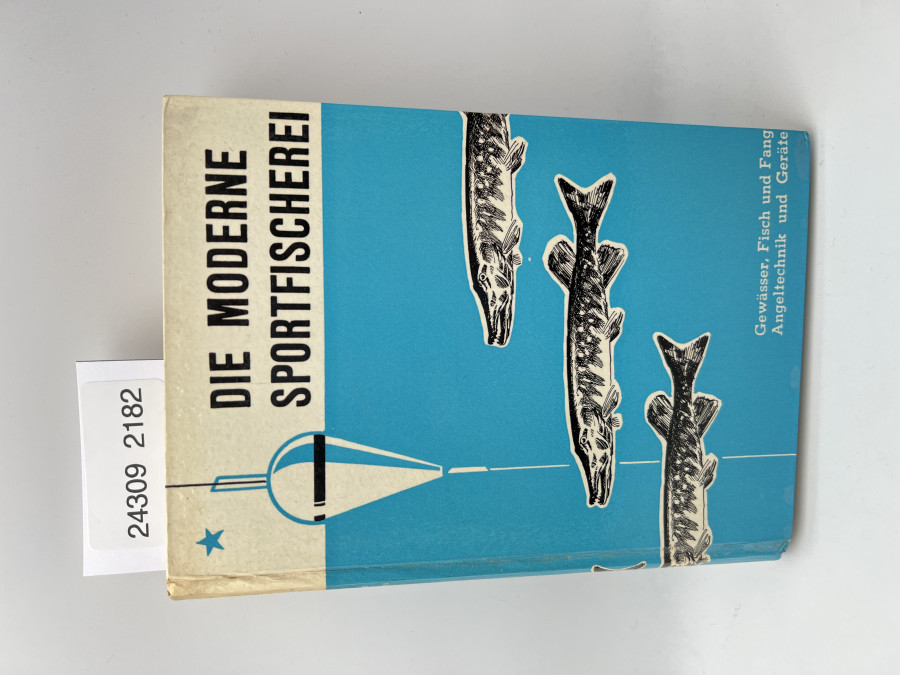 DIE MODERNE
SPORTFISCHEREI
Gewässer, Fisch und Fang
Angeltechnik und Geräte
24309 2182